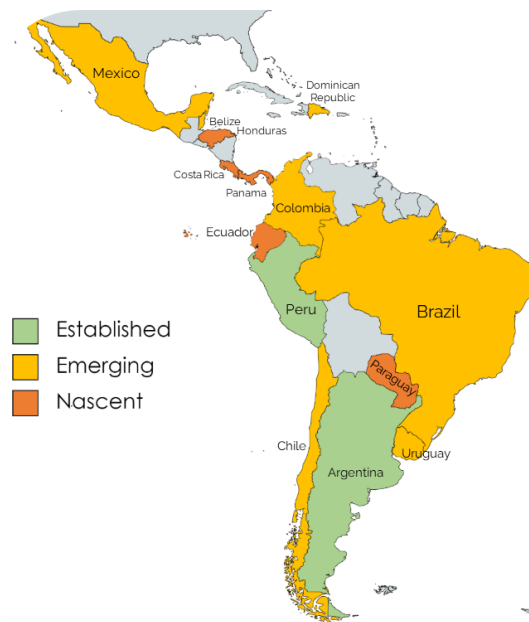 Mexico
Dominican
Republic
Belize
Honduras
Costa Rica
Panama
Colombia
Ecuador
Peru
Brazil
Established
Emerging
Nascent
Paraguay
Chile
Uruguay
Argentina